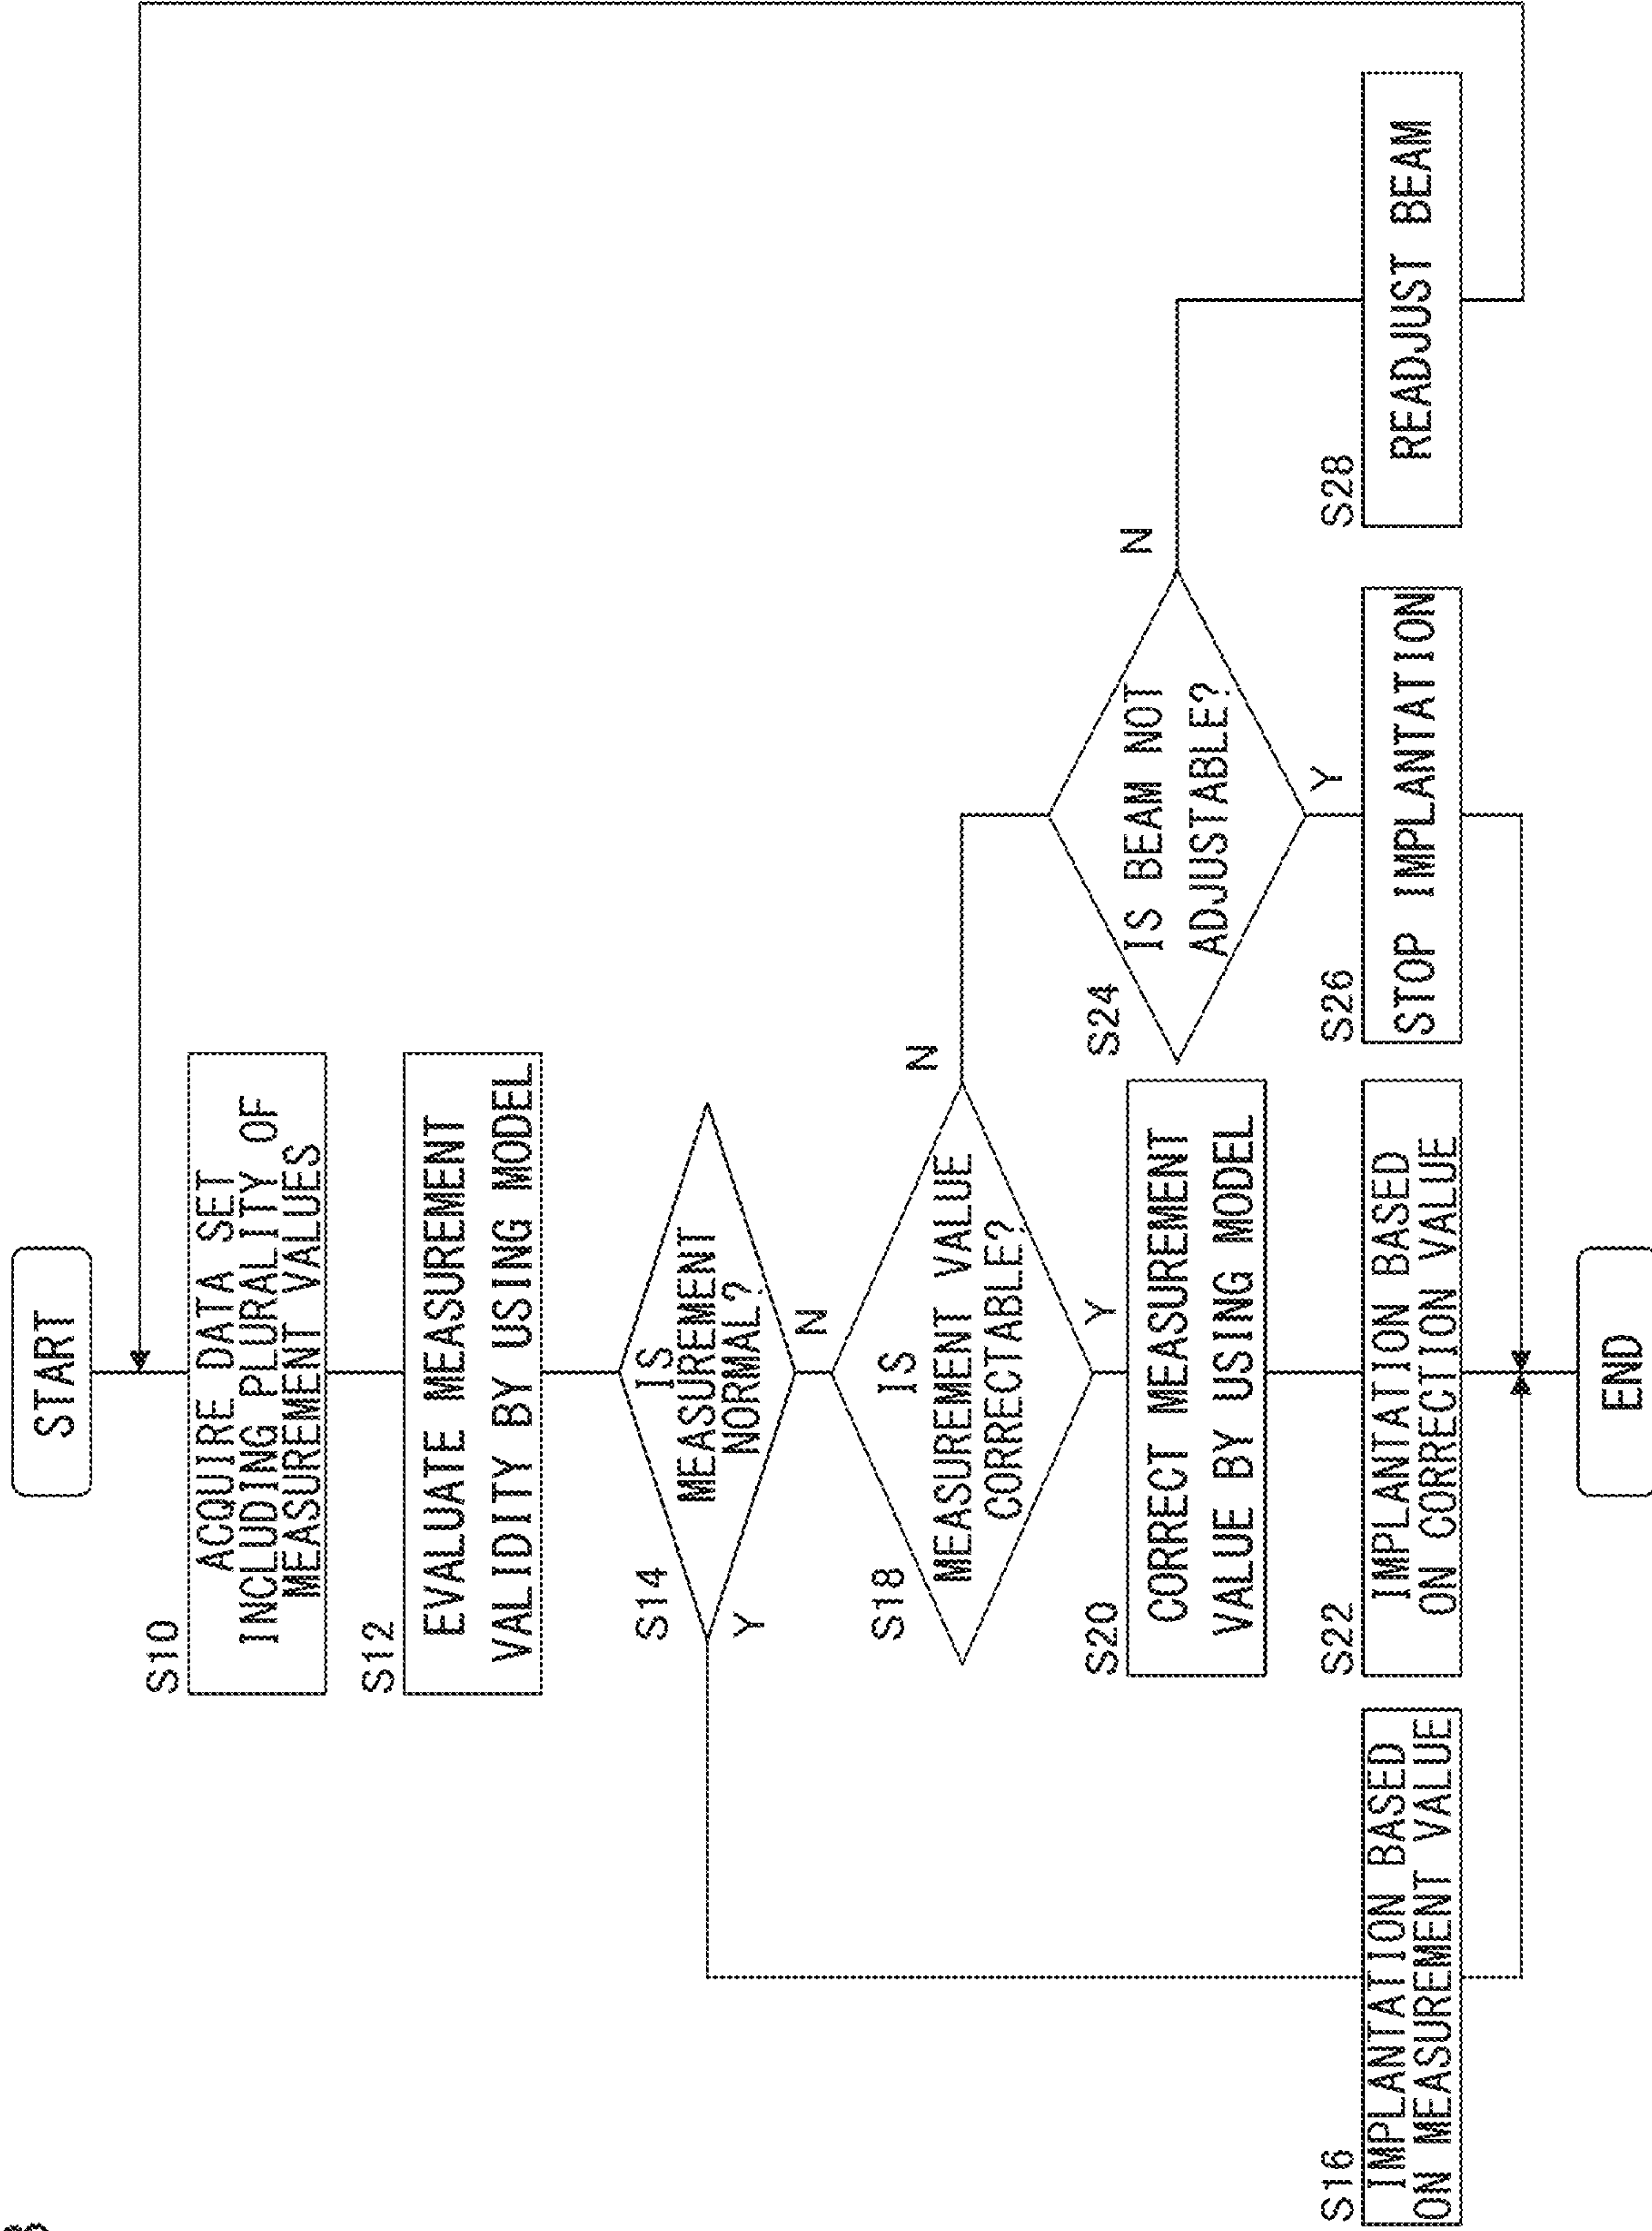 START
S10
ACQUIRE DATA SET
INCLUDING PLURALITY OF
MEASUREMENT VALUES
S12
EVALUATE MEASUREMENT
VALIDITY BY USING MODEL
S14
IS
MEASUREMENT
NORMAL?
Y
N
S18
IS
MEASUREMENT VALUE
CORRECTABLE?
N
Y
S20
CORRECT MEASUREMENT
VALUE BY USING MODEL
S24
IS BEAM NOT
ADJUSTABLE?
N
Y
S16
IMPLANTATION BASED
ON MEASUREMENT VALUE
S22
IMPLANTATION BASED
ON CORRECTION VALUE
S26
STOP IMPLANTATION
S28
READJUST BEAM
END